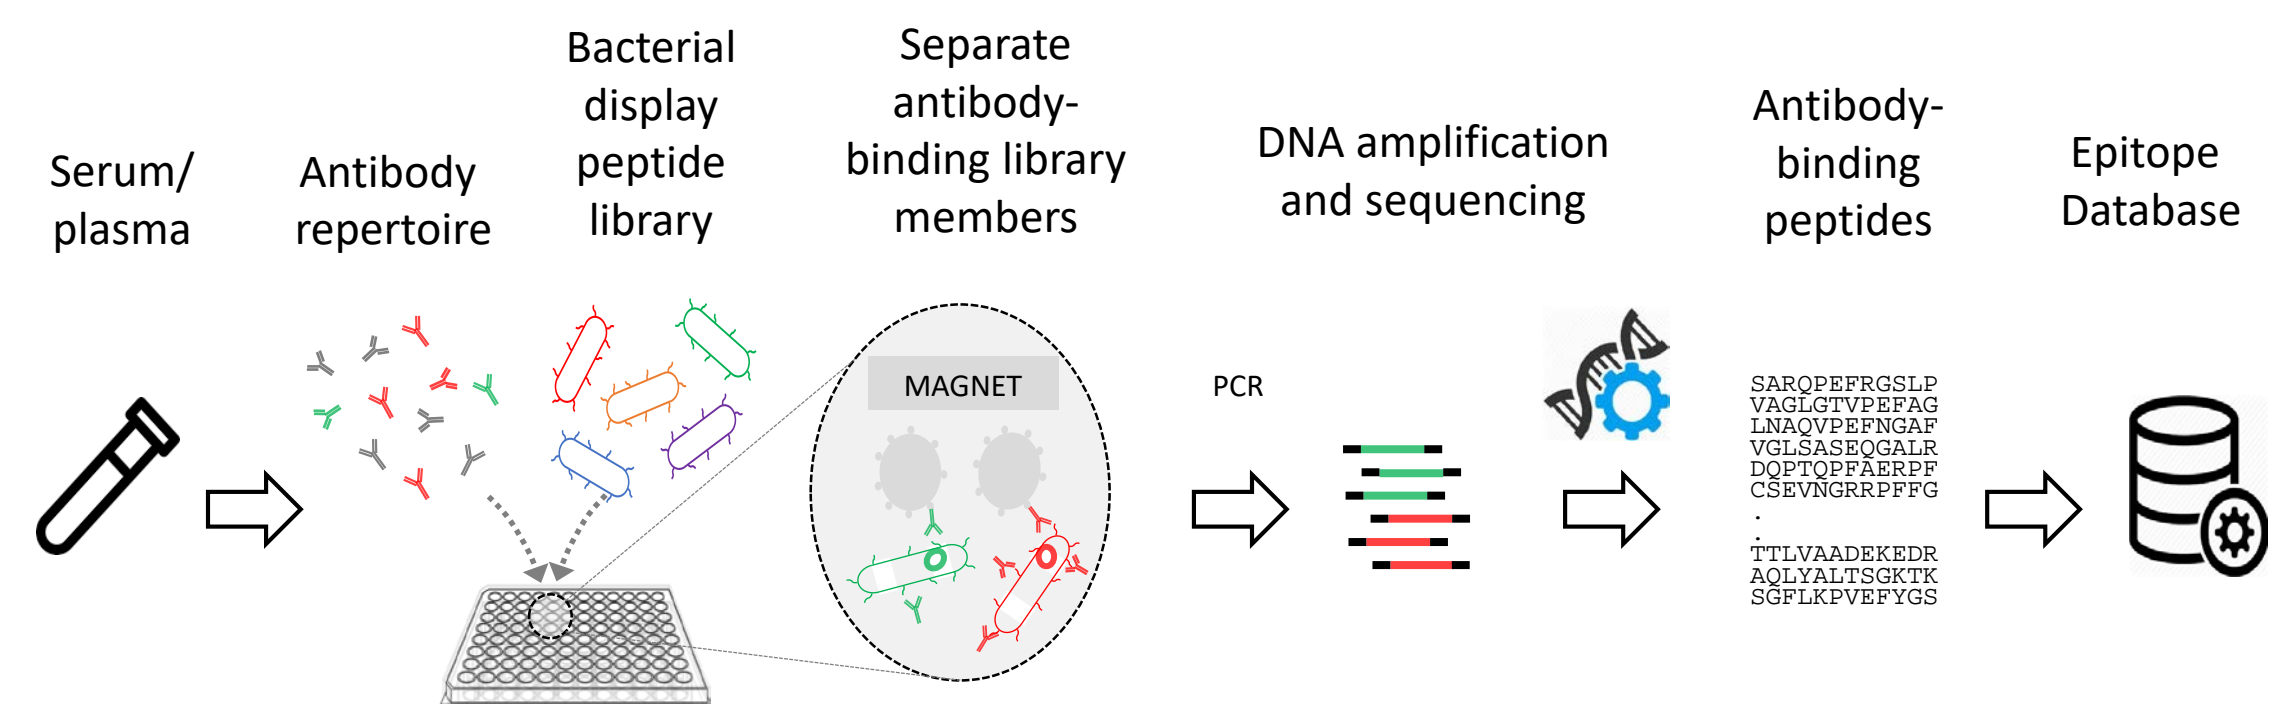 Serum/
plasma
Antibody
repertoire
Bacterial
display
peptide
library
Separate
antibody-
binding library
members
DNA amplification
and sequencing
Antibody-
binding
peptides
Epitope
Database
MAGNET
PCR
SARQPEFRGSLP
VAGLGTVPEFAG
LNAQVPEFNGAF
VGLSASEQGALR
DQPTQPFAERPF
CSEVNGRRPFFG
.
.
TTLVAADEKEDR
AQLYALTSGKTK
SGFLKPVEFYGS